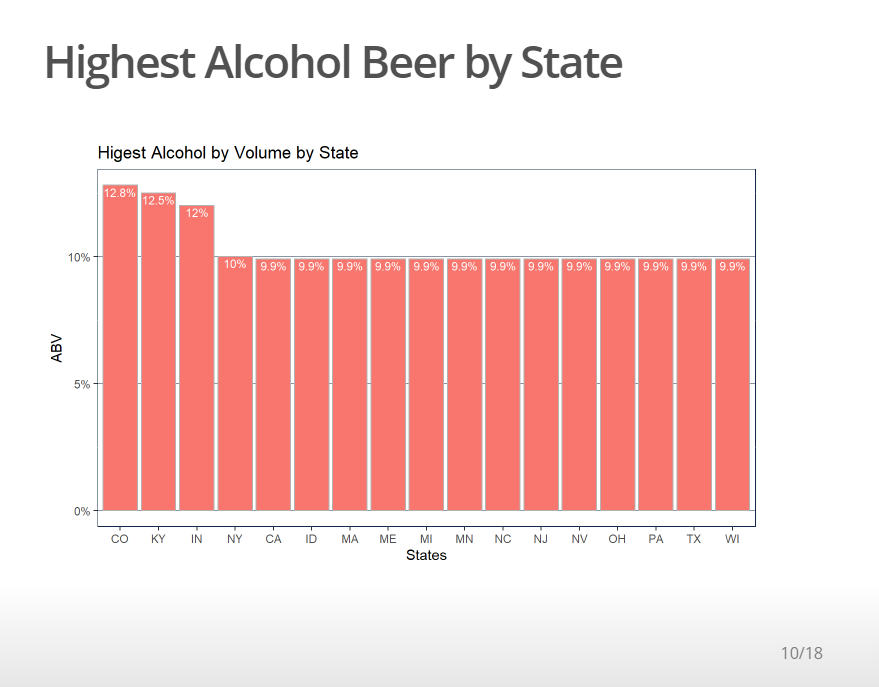 Highest Alcohol Beer by State
Higest Alcohol by Volume by State
12.8% 12.5% 12% 10% 9.9% 9.9% 9.9% 9.9% 9.9% 9.9% 9.9% 9.9% 9.9% 9.9% 9.9% 9.9% 9.9%
10%
5%
0%
ABV
CO KY IN NY CA ID MA ME MI MN NC NJ NV OH PA TX WI
States
10/18